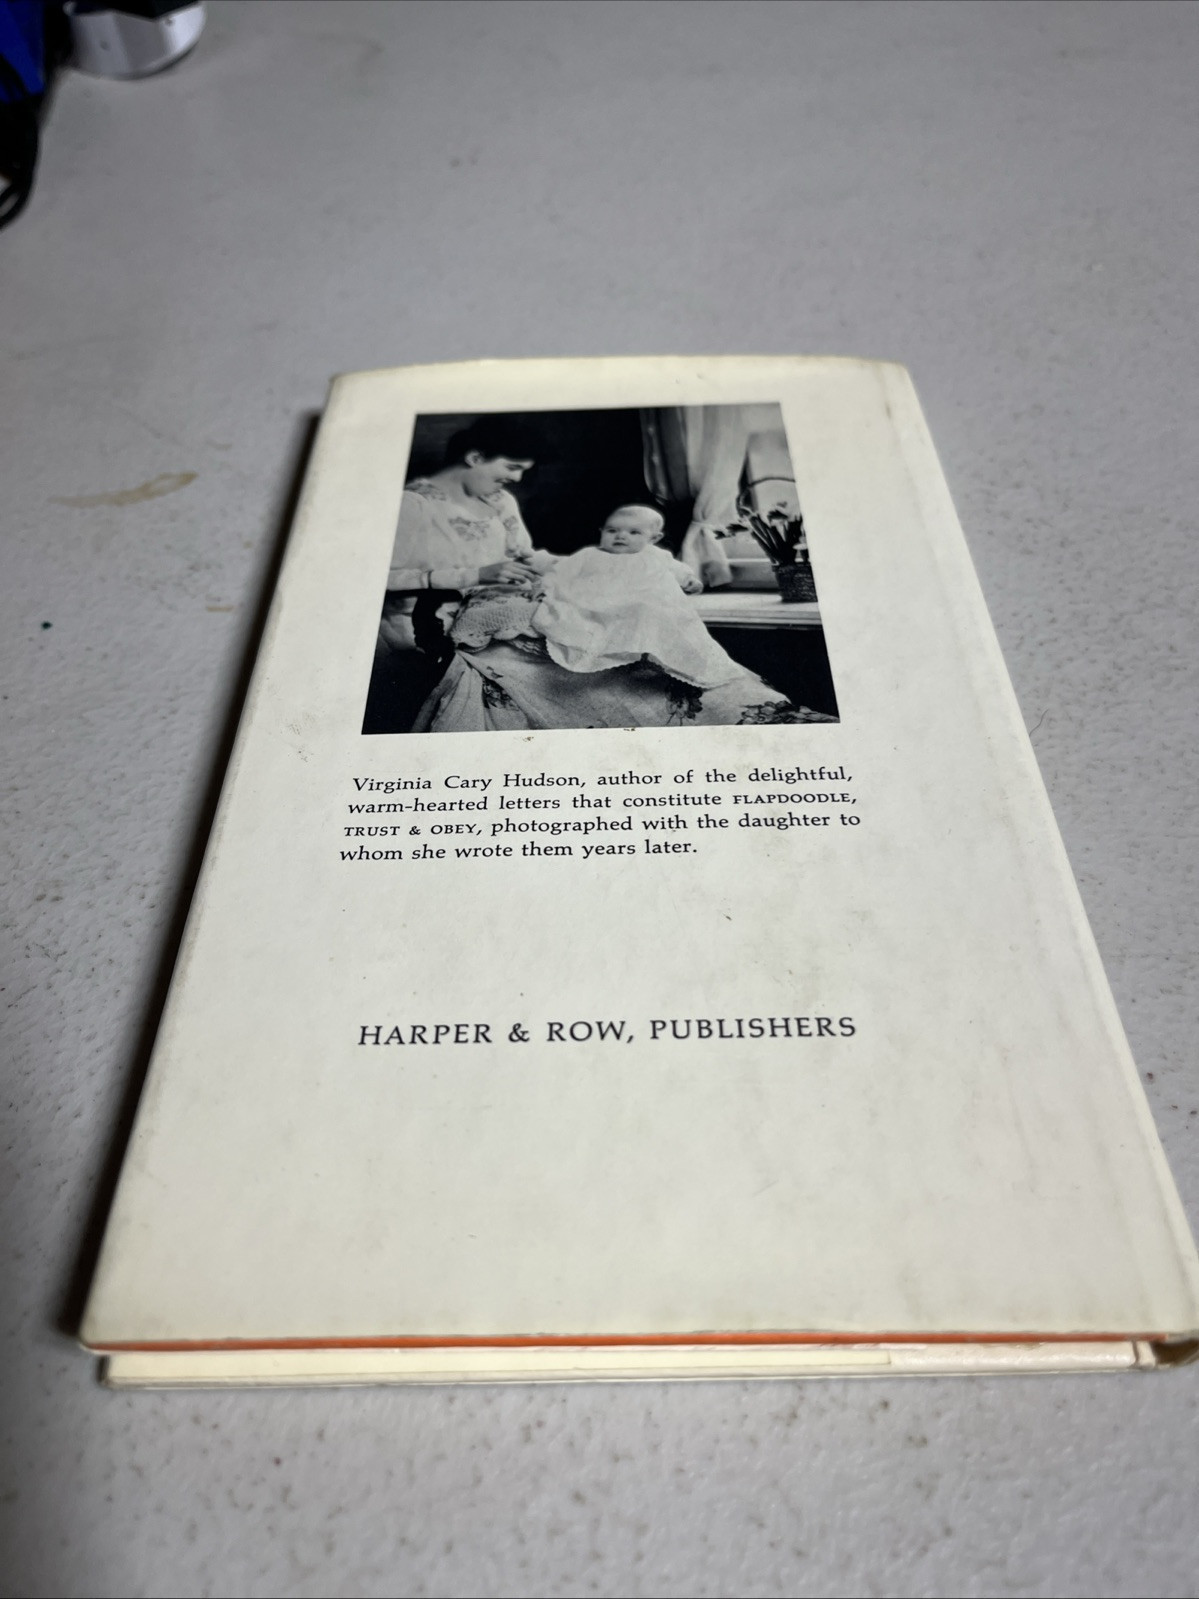 Virginia Cary Hudson, author of the delightful,
warm-hearted letters that constitute FLAPDOODLE,
TRUST & OBEY, photographed with the daughter to
whom she wrote them years later.
HARPER & ROW, PUBLISHERS